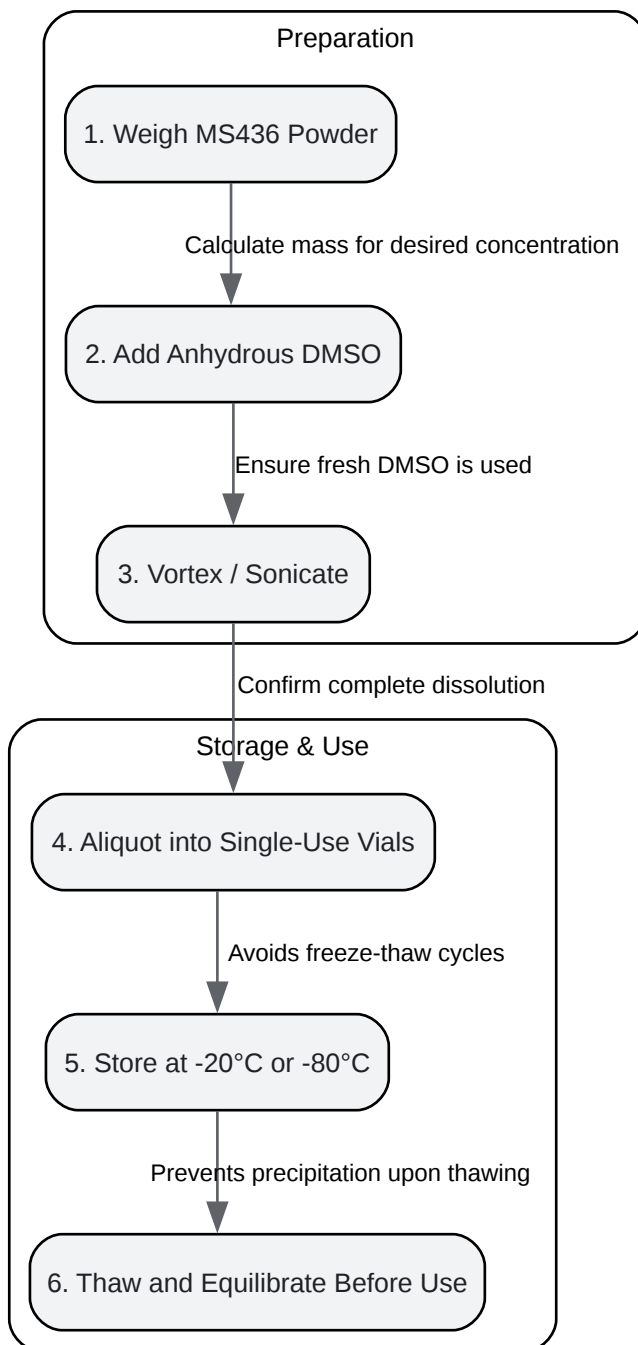 Preparation
1. Weigh MS436 Powder
Calculate mass for desired concentration
2. Add Anhydrous DMSO
Ensure fresh DMSO is used
3. Vortex / Sonicate
Confirm complete dissolution
Storage & Use
4. Aliquot into Single-Use Vials
Avoids freeze-thaw cycles
5. Store at -20°C or -80°C
Prevents precipitation upon thawing
6. Thaw and Equilibrate Before Use